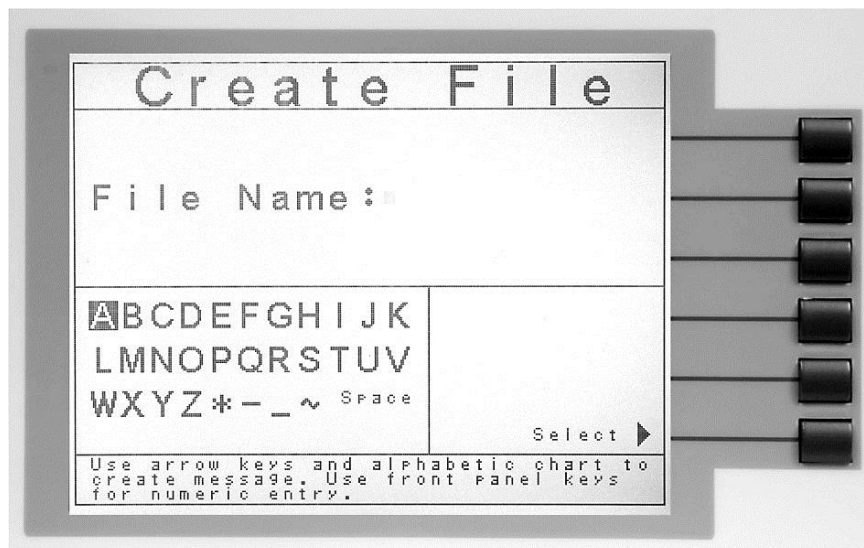 Create File
File Name:
ABCDEFGHIJK
LMNOPQRSTUV
WXYZ*-_~ Space
Select
Use arrow keys and alphabetic chart to
create message. Use front panel keys
for numeric entry.